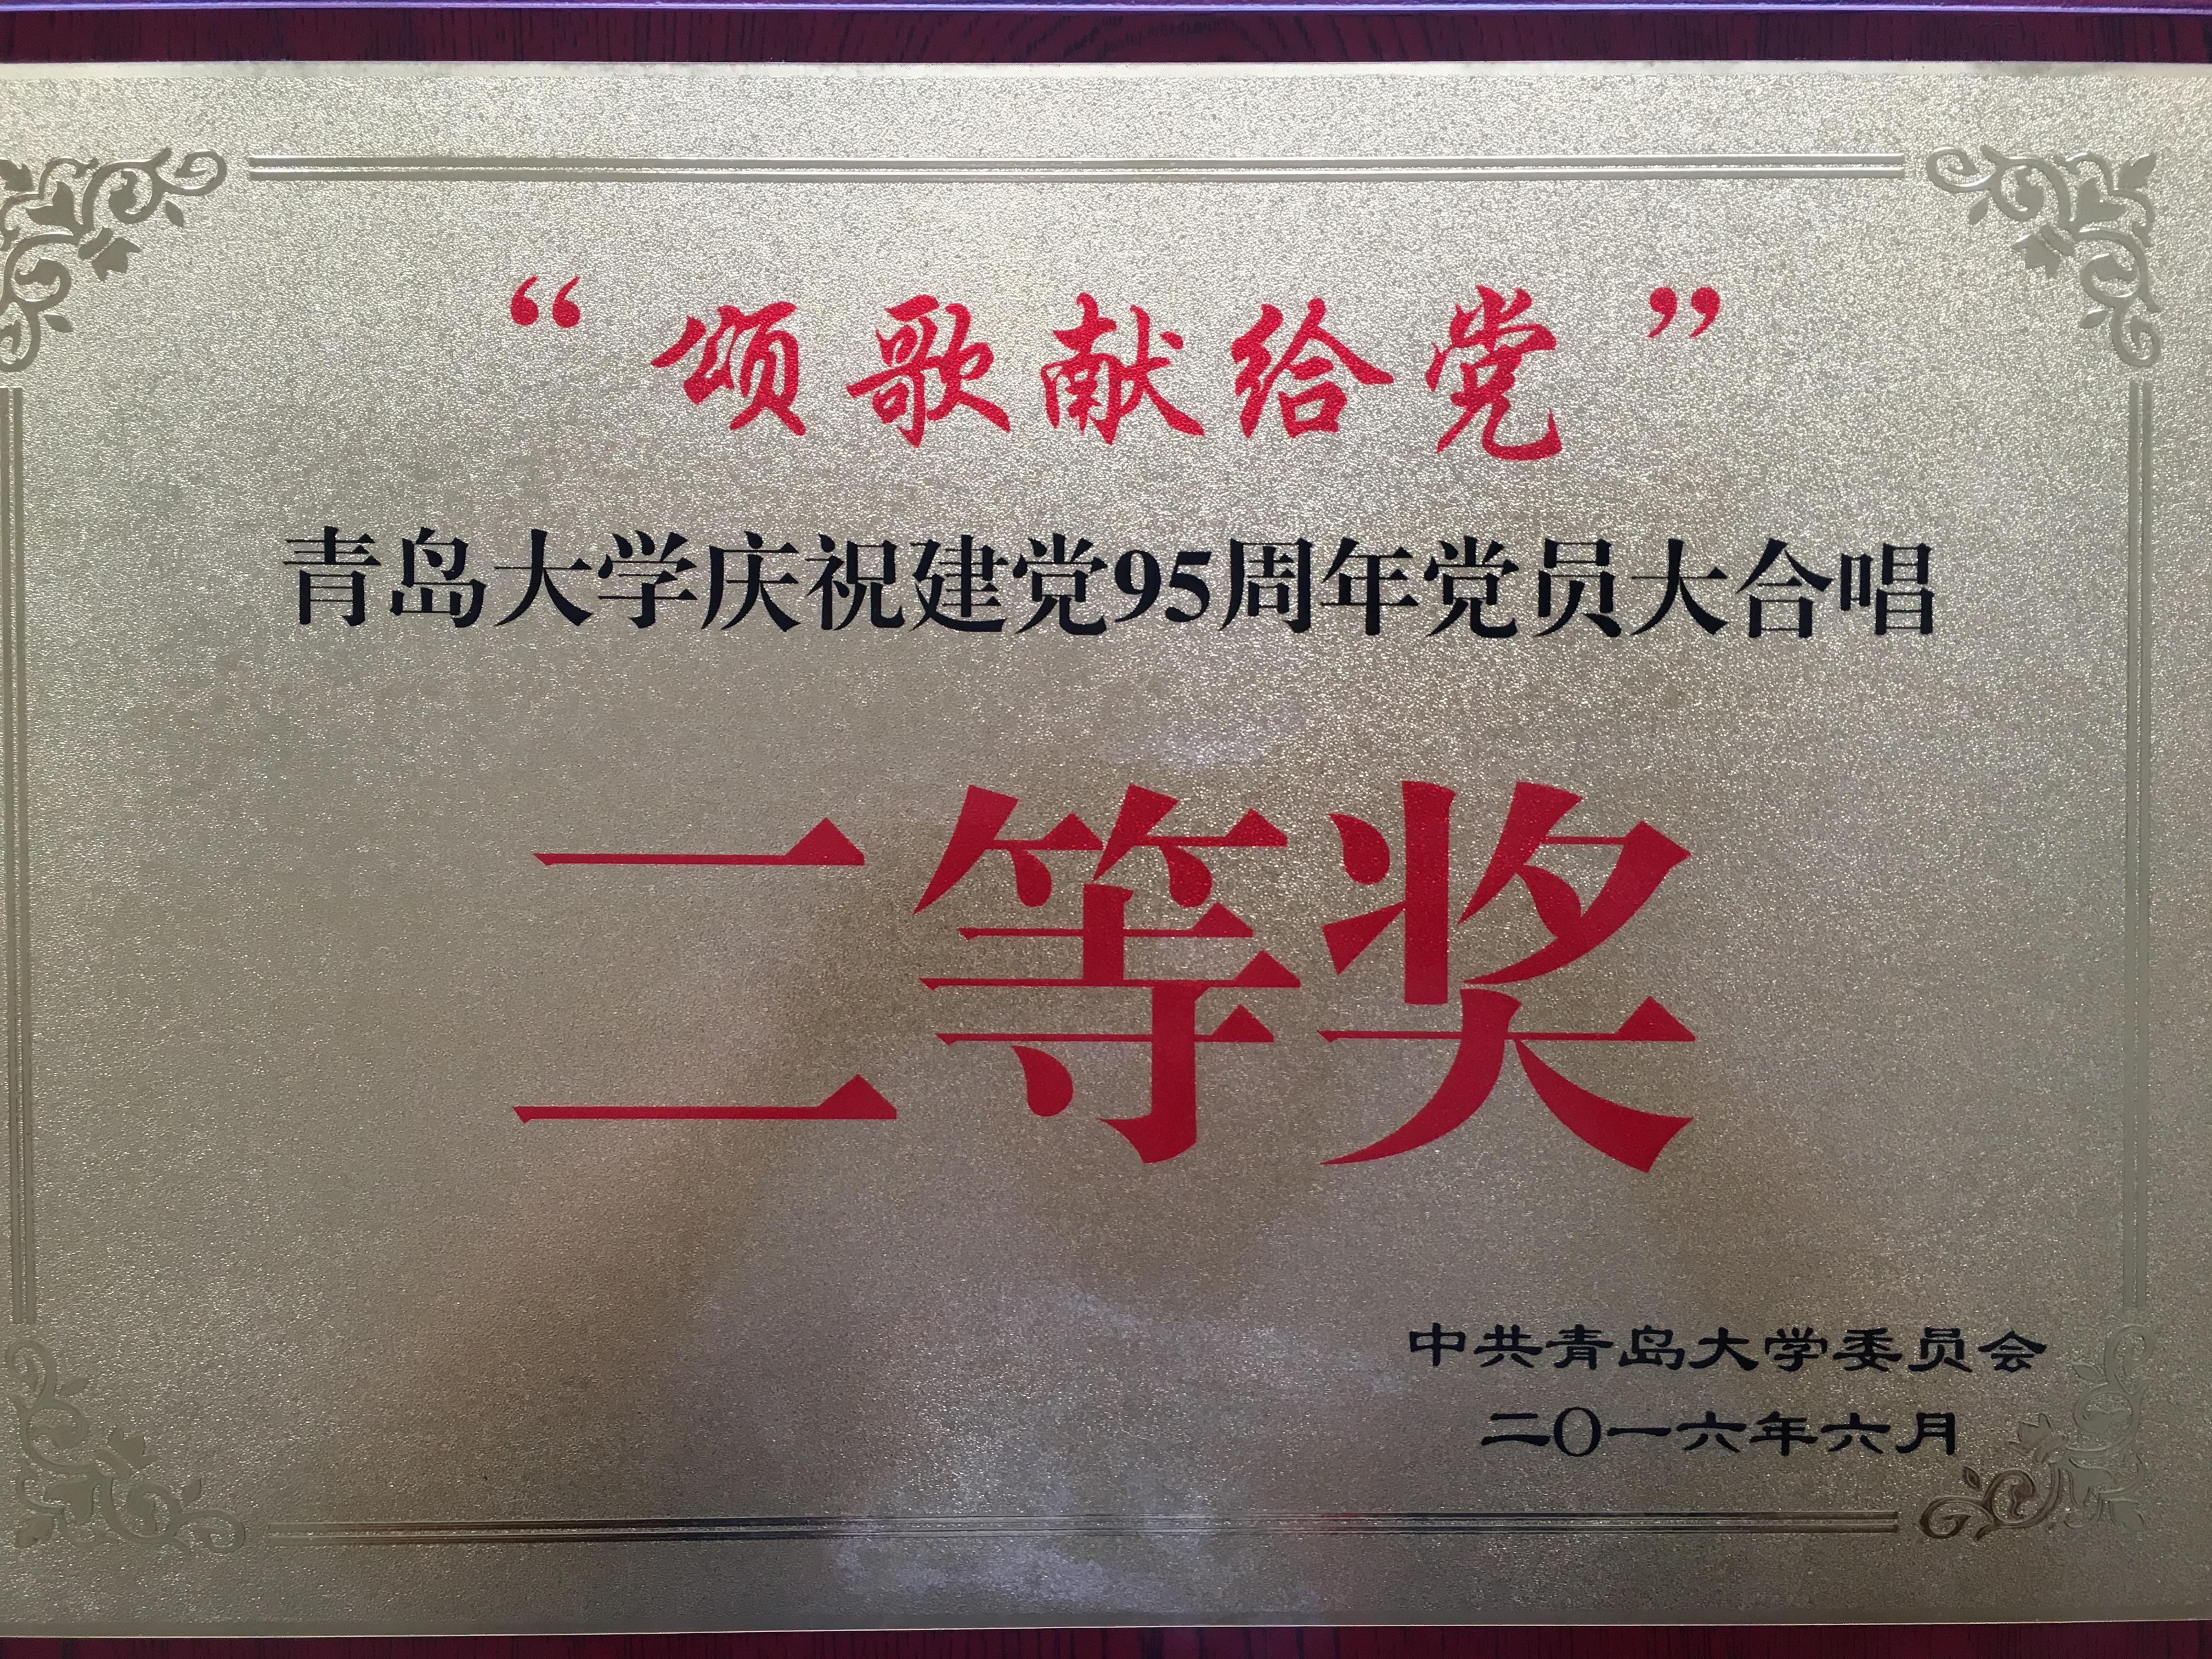 “颂歌献给党”
青岛大学庆祝建党95周年党员大合唱
二等奖
中共青岛大学委员会
二〇一六年六月